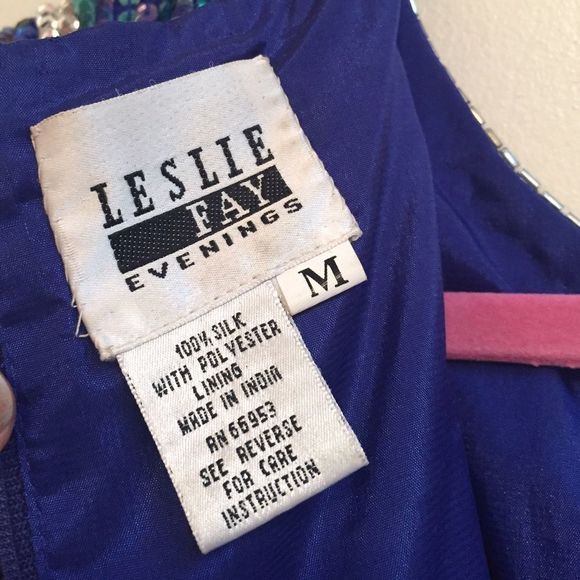 LESLIE
FAY
EVENINGS
M
100% SILK
WITH POLYESTER
LINING
MADE IN INDIA
RN 66953
SEE REVERSE
FOR CARE
INSTRUCTION